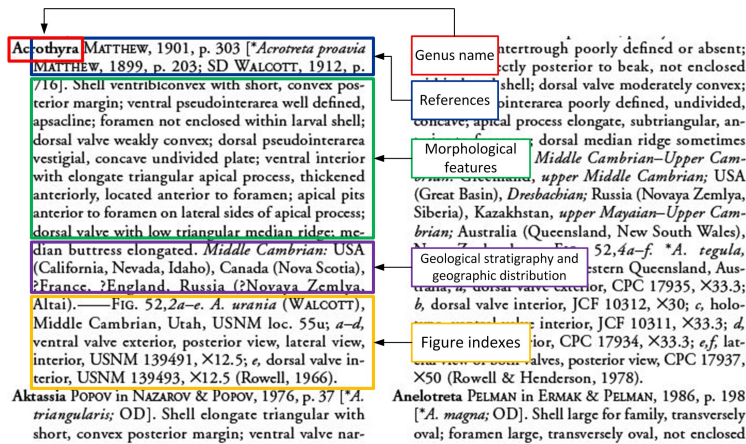 Acrothyra MATTHEW, 1901, p. 303 [*Acrotreta proavia
MATTHEW, 1899, p. 203; SD WALCOTT, 1912, p.
716]. Shell ventribiconvex with short, convex pos-
terior margin; ventral pseudointerarea well defined,
apsacline; foramen not enclosed within larval shell;
dorsal valve weakly convex; dorsal pseudointerarea
vestigial, concave undivided plate; ventral interior
with elongate triangular apical process, thickened
anteriorly, located anterior to foramen; apical pits
anterior to foramen on lateral sides of apical process;
dorsal valve with low triangular median ridge; me-
dian buttress elongated. Middle Cambrian: USA
(California, Nevada, Idaho), Canada (Nova Scotia),
?France, ?England, Russia (?Novaya Zemlya,
Altai).——FIG. 52,2a–e. A. urania (WALCOTT),
Middle Cambrian, Utah, USNM loc. 55u; a–d,
ventral valve exterior, posterior view, lateral view,
interior, USNM 139491, ×12.5; e, dorsal valve in-
terior, USNM 139493, ×12.5 (Rowell, 1966).
Aktassia POPOV in NAZAROV & POPOV, 1976, p. 37 [*A.
triangularis; OD]. Shell elongate triangular with
short, convex posterior margin; ventral valve nar-
Genus name
References
Morphological
features
Geological stratigraphy and
geographic distribution
Figure indexes
intertrough poorly defined or absent;
posterior to beak, not enclosed
shell; dorsal valve moderately convex;
poorly defined, undivided,
concave; apical process elongate, subtriangular, an-
dorsal median ridge sometimes
Middle Cambrian–Upper Cam-
upper Middle Cambrian; USA
(Great Basin), Dresbachian; Russia (Novaya Zemlya,
Siberia), Kazakhstan, upper Mayaian–Upper Cam-
brian; Australia (Queensland, New South Wales),
52,4a–f. *A. tegula,
Queensland, Aus-
dorsal valve exterior, CPC 17935, ×33.3;
b, dorsal valve interior, JCF 10312, ×30; c, holo-
interior, JCF 10311, ×33.3; d,
CPC 17934, ×33.3; e,f, lat-
valves, posterior view, CPC 17937,
×50 (Rowell & Henderson, 1978).
Anelotreta PELMAN in ERMAK & PELMAN, 1986, p. 198
[*A. magna; OD]. Shell large for family, transversely
oval; foramen large, transversely oval, not enclosed